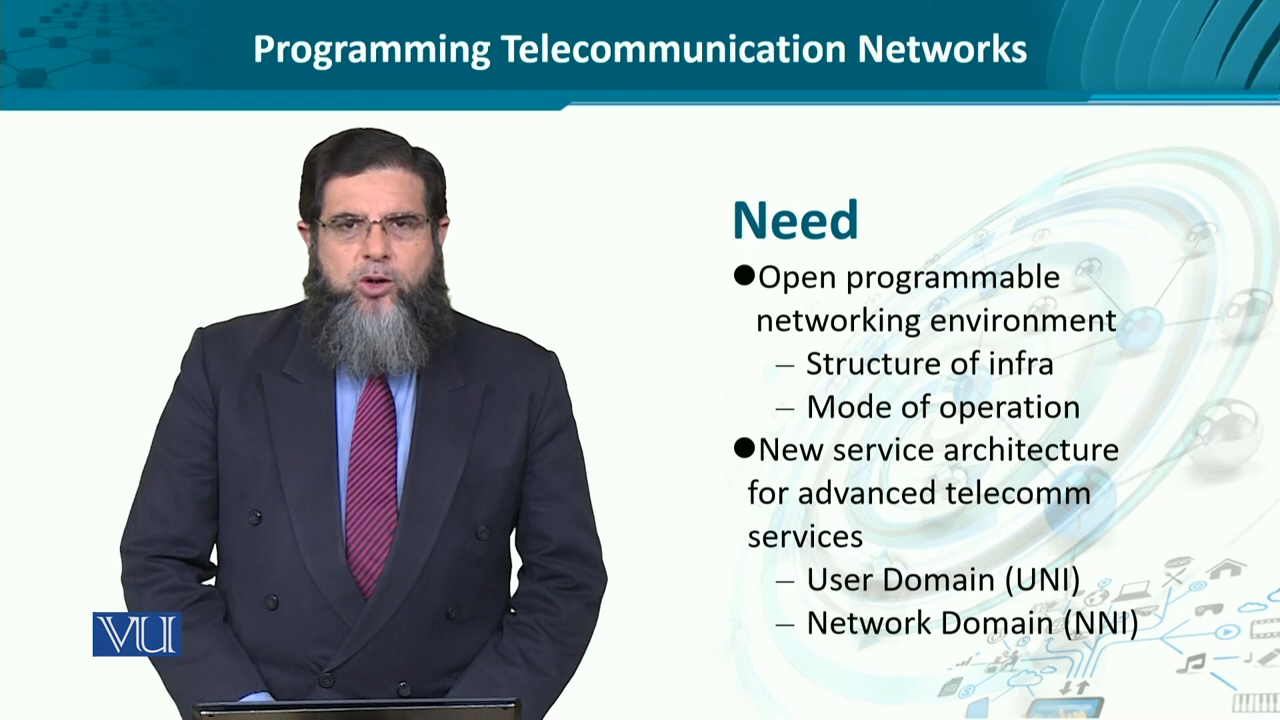 Programming Telecommunication Networks
Need
●Open programmable
networking environment
– Structure of infra
– Mode of operation
●New service architecture
for advanced telecomm
services
– User Domain (UNI)
– Network Domain (NNI)
VU